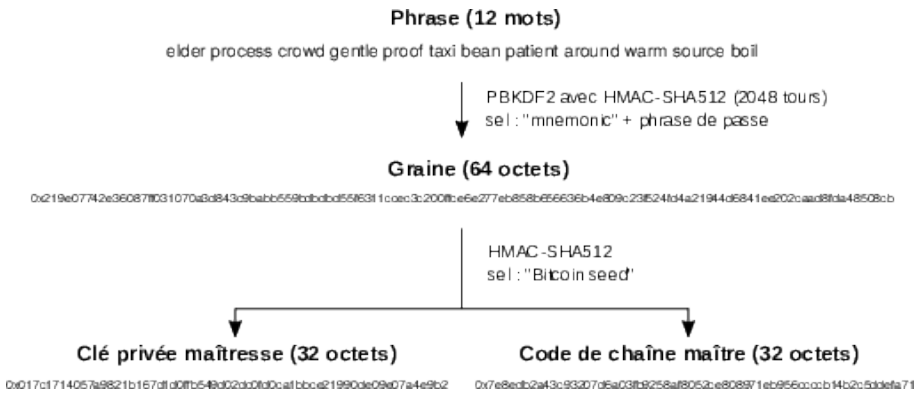 Phrase (12 mots)
elder process crowd gentle proof taxi bean patient around warm source boil
PBKDF2 avec HMAC-SHA512 (2048 tours)
sel : "mnemonic" + phrase de passe
Graine (64 octets)
HMAC-SHA512
sel : "Bitcoin seed"
Clé privée maîtresse (32 octets)
Code de chaîne maître (32 octets)